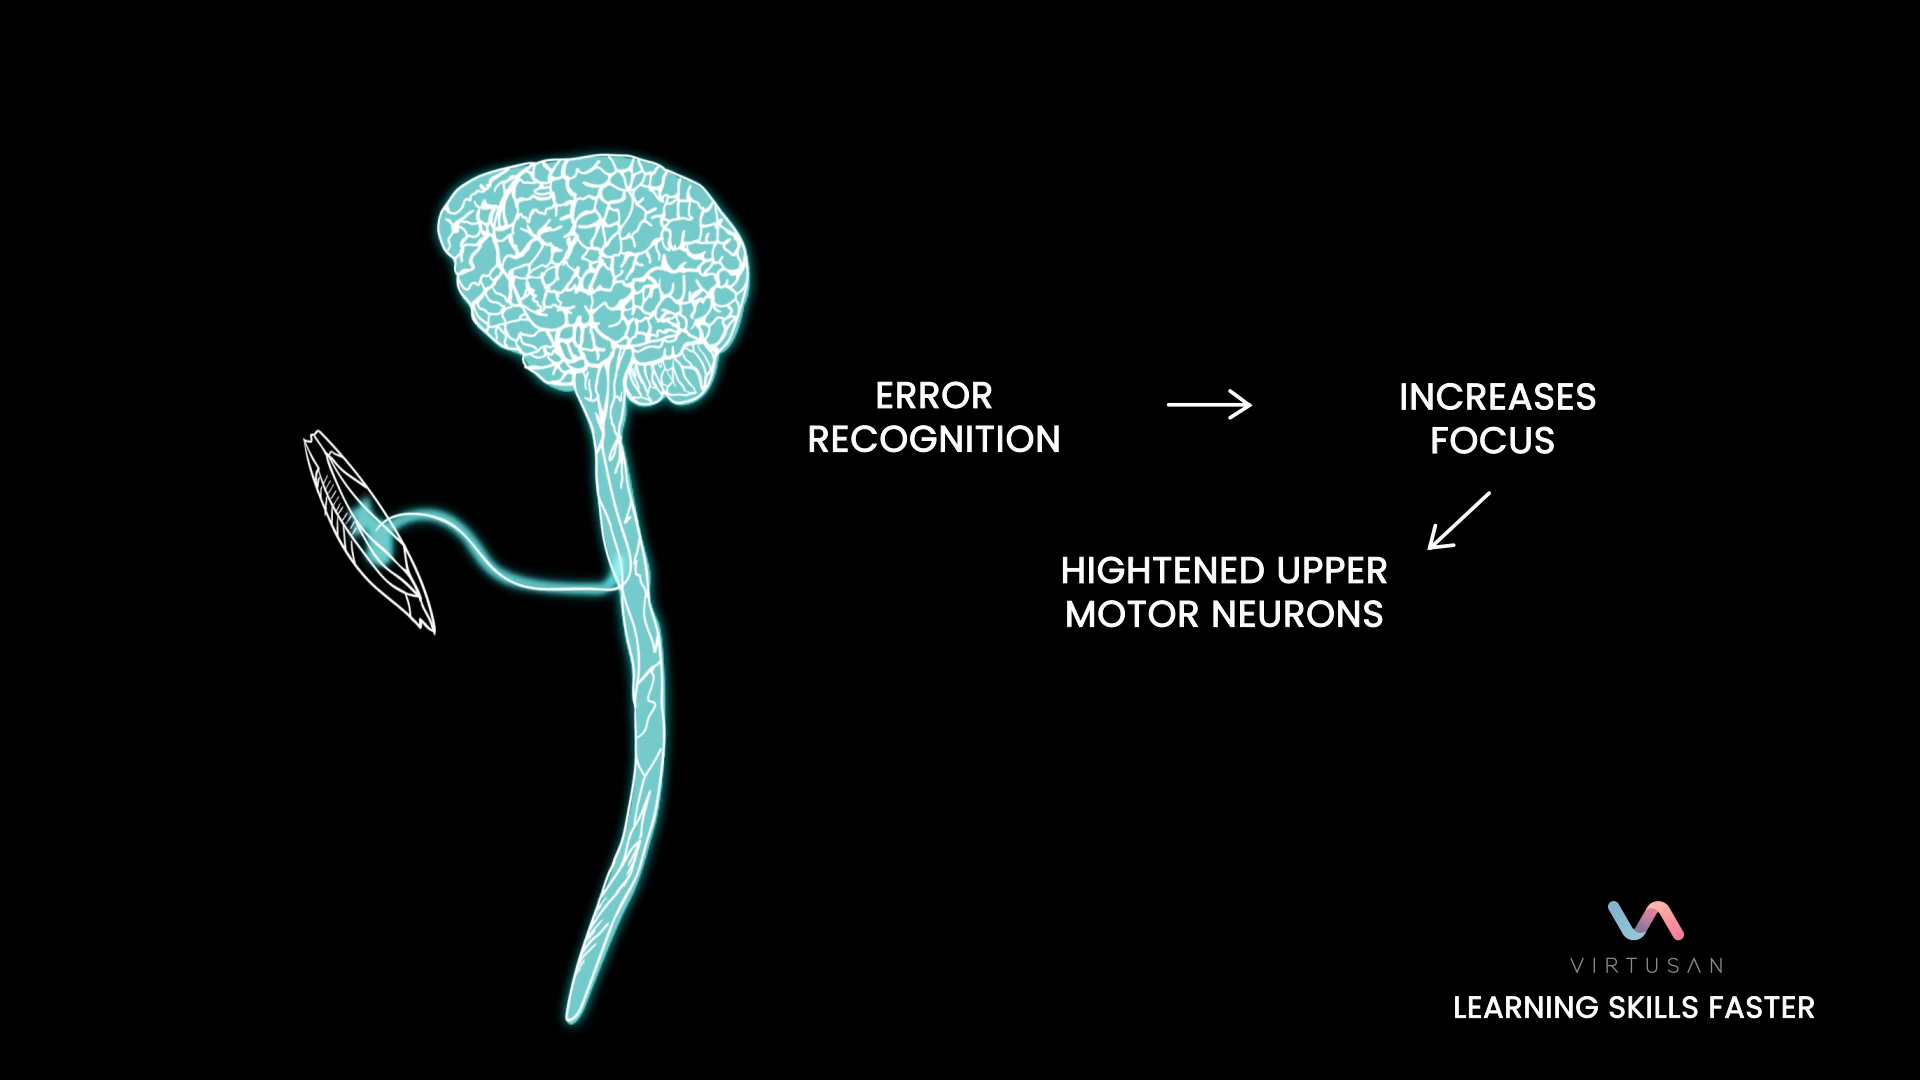 ERROR
RECOGNITION
INCREASES
FOCUS
HIGHTENED UPPER
MOTOR NEURONS
VIRTUSAN
LEARNING SKILLS FASTER